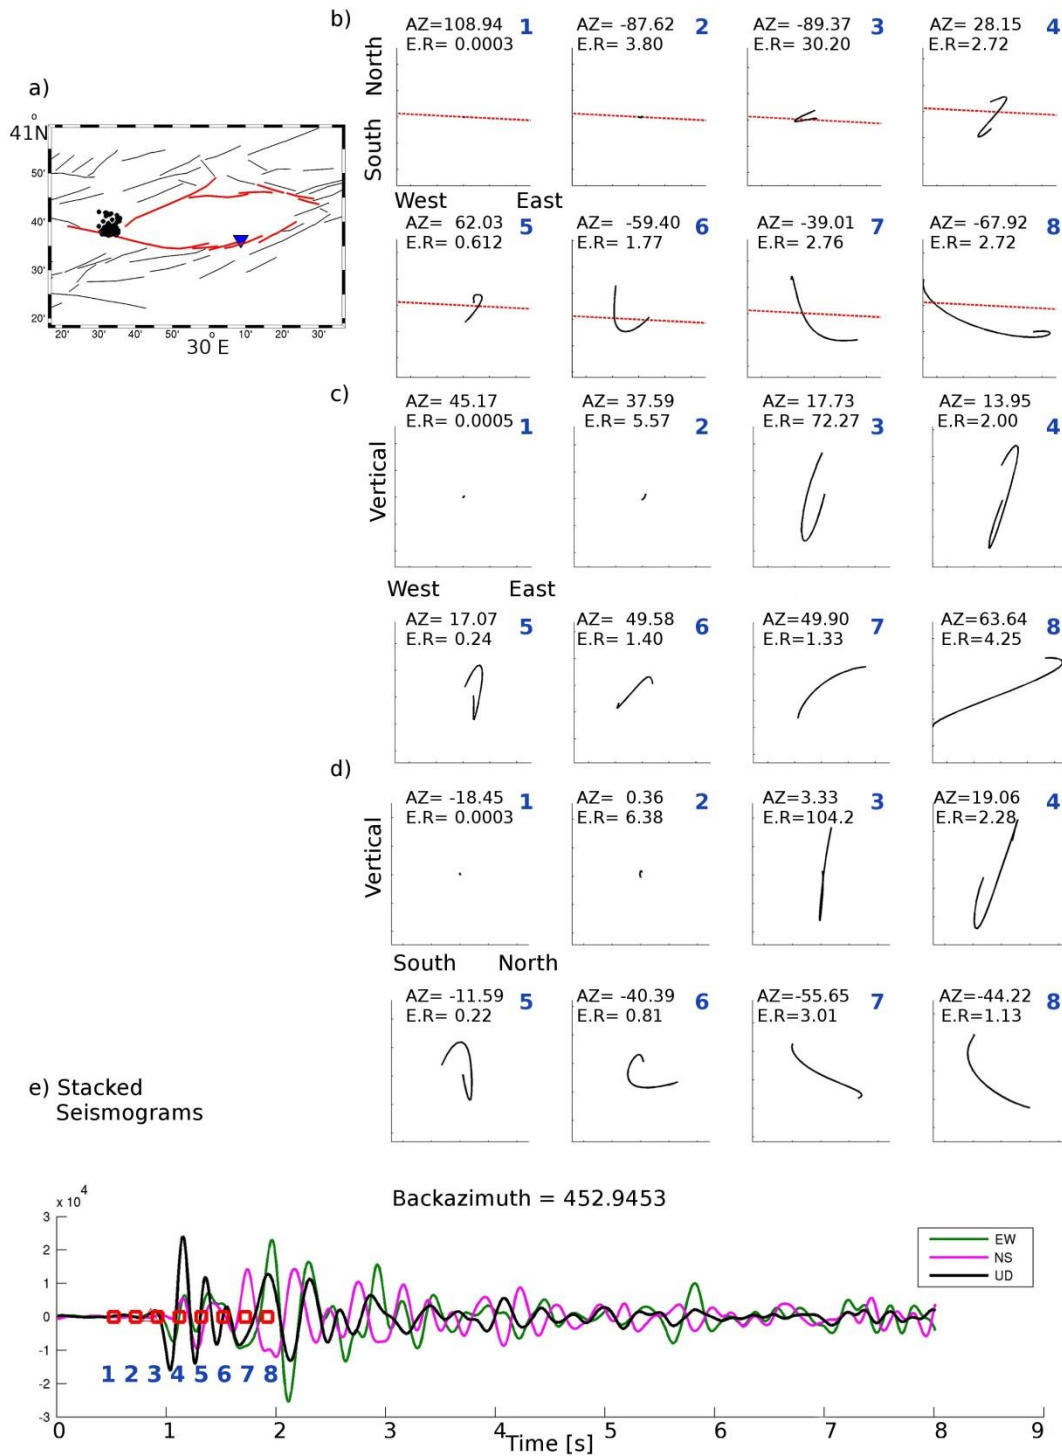 b)
AZ=108.94 1
E.R= 0.0003
AZ= -87.62 2
E.R= 3.80
AZ= -89.37 3
E.R= 30.20
AZ= 28.15 4
E.R=2.72
North
South
West East
a)
o
41N
50'
40'
30'
20'
20' 30' 40' 50' o 10' 20' 30'
30 E
AZ= 62.03 5
E.R= 0.612
AZ= -59.40 6
E.R= 1.77
AZ= -39.01 7
E.R= 2.76
AZ= -67.92 8
E.R= 2.72
c)
AZ= 45.17 1
E.R= 0.0005
AZ= 37.59 2
E.R= 5.57
AZ= 17.73 3
E.R= 72.27
AZ= 13.95 4
E.R=2.00
Vertical
West East
AZ= 17.07 5
E.R= 0.24
AZ= 49.58 6
E.R= 1.40
AZ=49.90 7
E.R=1.33
AZ=63.64 8
E.R=4.25
d)
AZ= -18.45 1
E.R= 0.0003
AZ= 0.36 2
E.R= 6.38
AZ=3.33 3
E.R=104.2
AZ=19.06 4
E.R=2.28
Vertical
South North
AZ= -11.59 5
E.R= 0.22
AZ= -40.39 6
E.R= 0.81
AZ=-55.65 7
E.R=3.01
AZ=-44.22 8
E.R=1.13
e) Stacked
Seismograms
Backazimuth = 452.9453
x 10⁴
3
2
1
0
-1
-2
-3
EW
NS
UD
1 2 3 4 5 6 7 8
0 1 2 3 4 5 6 7 8 9
Time [s]